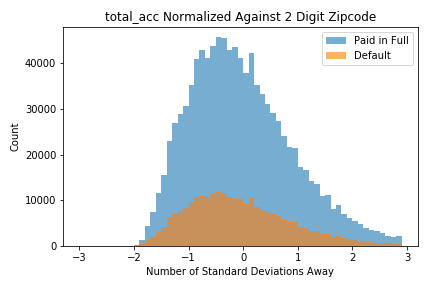 total_acc Normalized Against 2 Digit Zipcode
Paid in Full
Default
Count
40000
30000
20000
10000
0
−3
−2
−1
0
1
2
3
Number of Standard Deviations Away